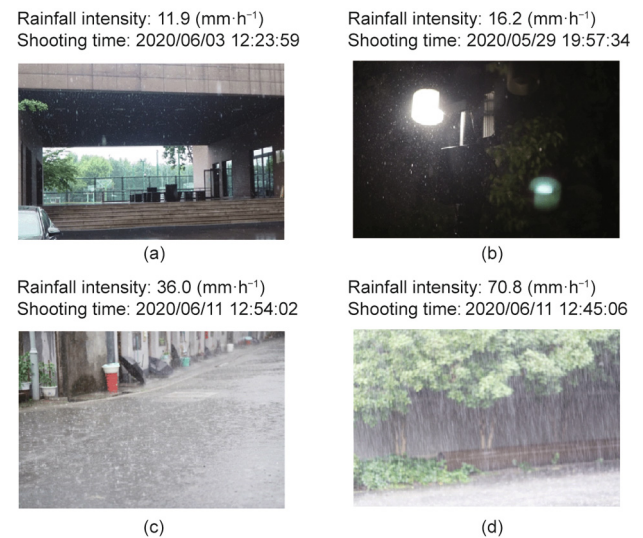 Rainfall intensity: 11.9 (mm·h⁻¹)
Shooting time: 2020/06/03 12:23:59
Rainfall intensity: 16.2 (mm·h⁻¹)
Shooting time: 2020/05/29 19:57:34
(a)
(b)
Rainfall intensity: 36.0 (mm·h⁻¹)
Shooting time: 2020/06/11 12:54:02
Rainfall intensity: 70.8 (mm·h⁻¹)
Shooting time: 2020/06/11 12:45:06
(c)
(d)